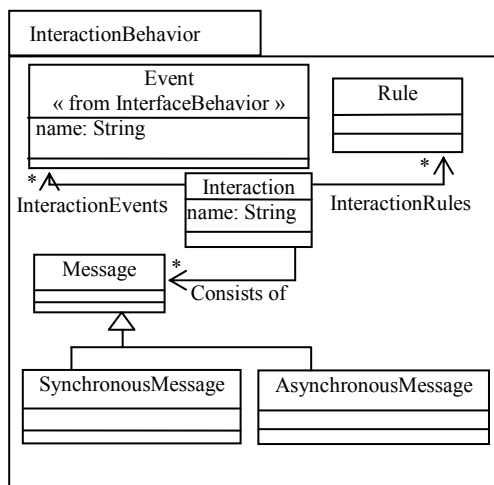 InteractionBehavior
Event
« from InterfaceBehavior »
name: String
Rule
*
*
Interaction
name: String
InteractionEvents
InteractionRules
Message
*
Consists of
SynchronousMessage
AsynchronousMessage